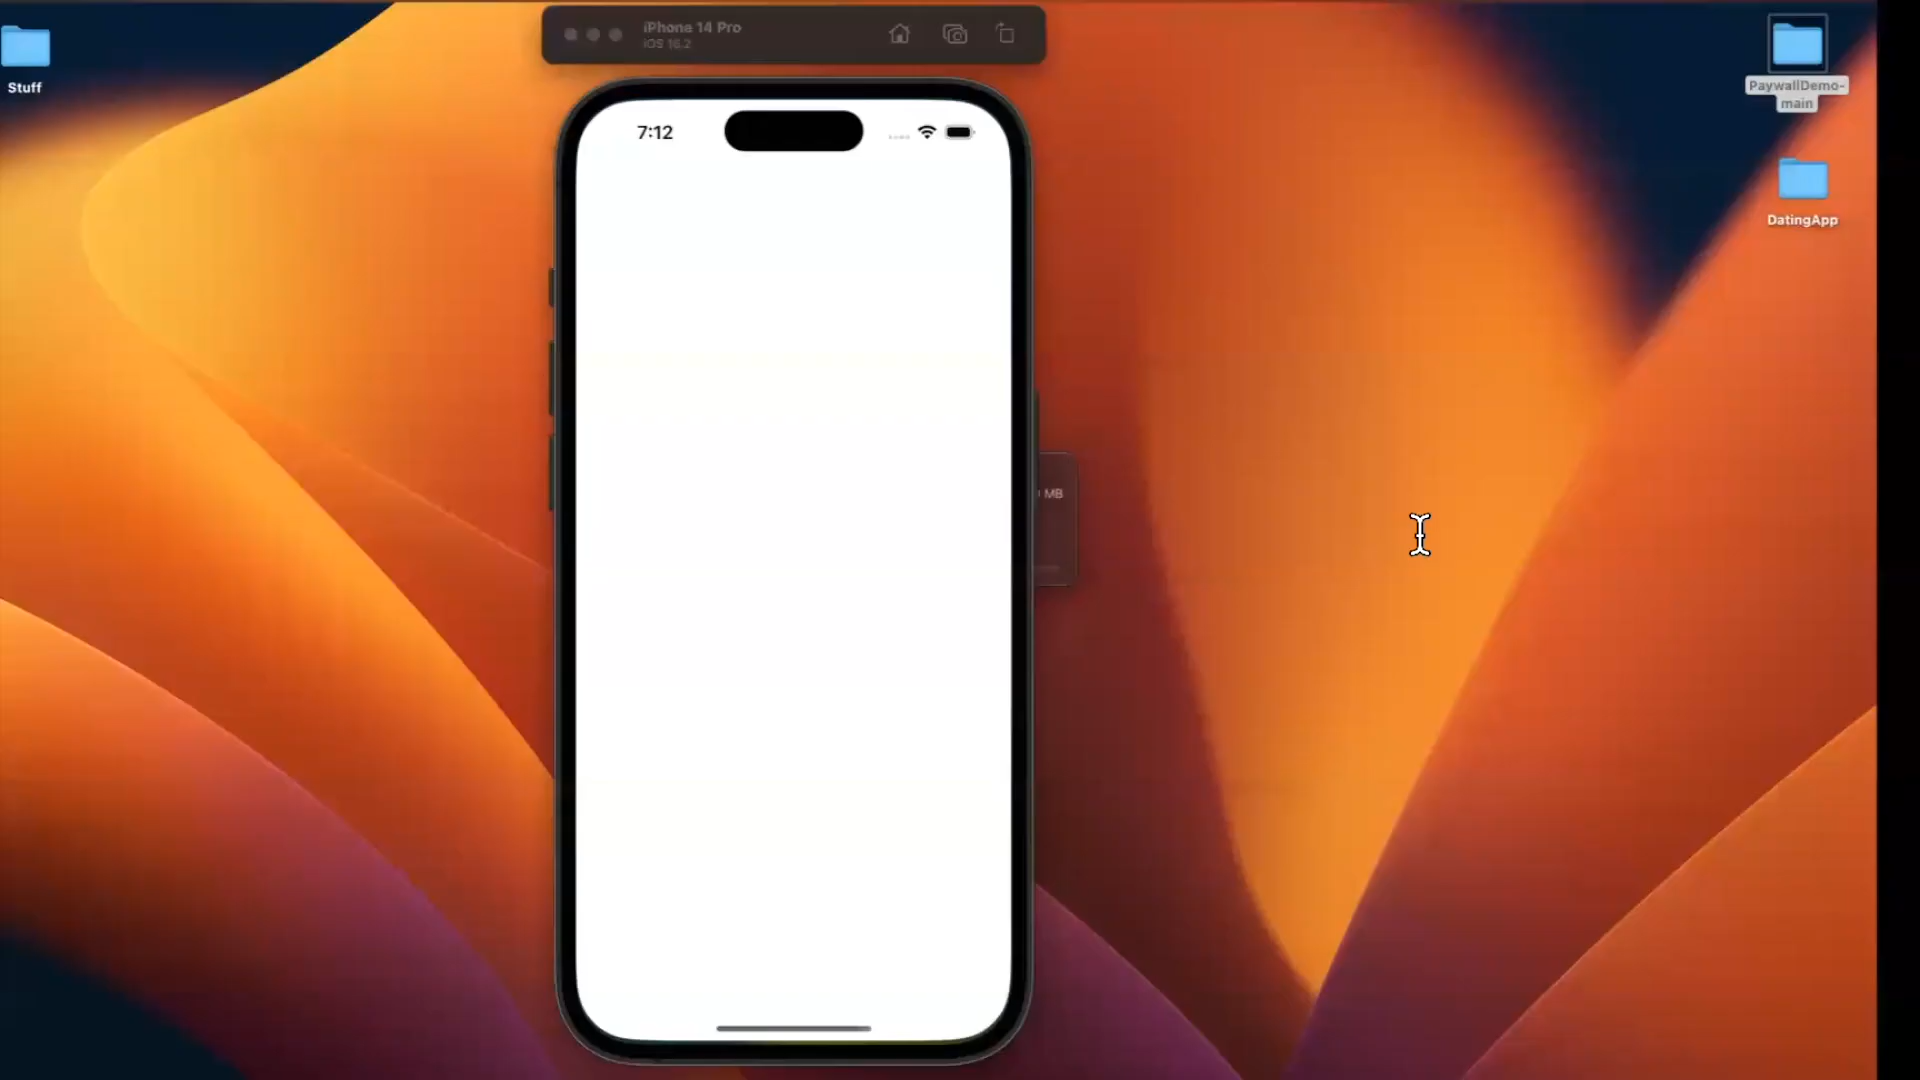 iPhone 14 Pro
iOS 16.2
Stuff
PaywallDemo-
main
7:12
DatingApp
MB